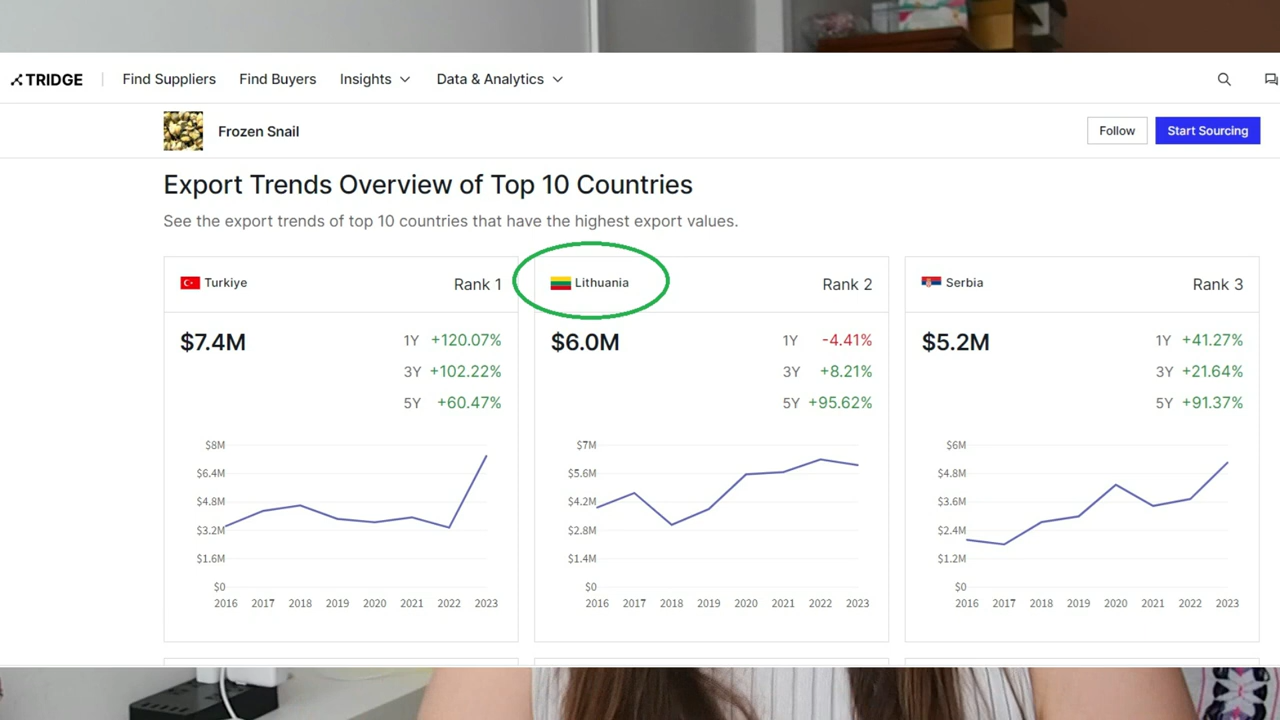 TRIDGE Find Suppliers Find Buyers Insights Data & Analytics
Frozen Snail Follow Start Sourcing
Export Trends Overview of Top 10 Countries
See the export trends of top 10 countries that have the highest export values.
Turkiye Rank 1
$7.4M
1Y +120.07%
3Y +102.22%
5Y +60.47%
$8M
$6.4M
$4.8M
$3.2M
$1.6M
$0
2016 2017 2018 2019 2020 2021 2022 2023
Lithuania Rank 2
$6.0M
1Y -4.41%
3Y +8.21%
5Y +95.62%
$7M
$5.6M
$4.2M
$2.8M
$1.4M
$0
2016 2017 2018 2019 2020 2021 2022 2023
Serbia Rank 3
$5.2M
1Y +41.27%
3Y +21.64%
5Y +91.37%
$6M
$4.8M
$3.6M
$2.4M
$1.2M
$0
2016 2017 2018 2019 2020 2021 2022 2023